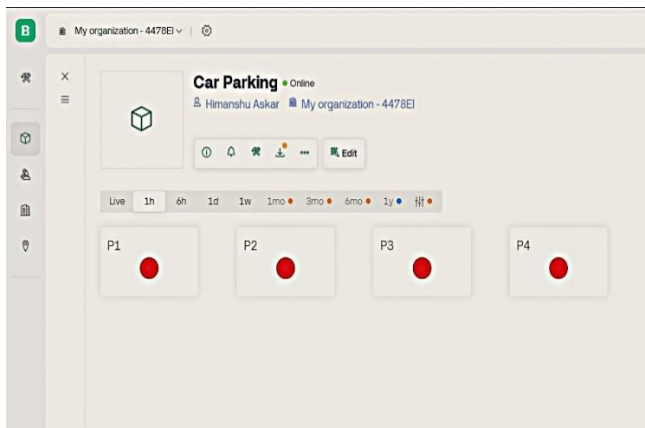 B
My organization - 4478EI
Car Parking Online
Himanshu Askar My organization - 4478EI
Edit
Live 1h 6h 1d 1w 1mo 3mo 6mo 1y
P1 P2 P3 P4